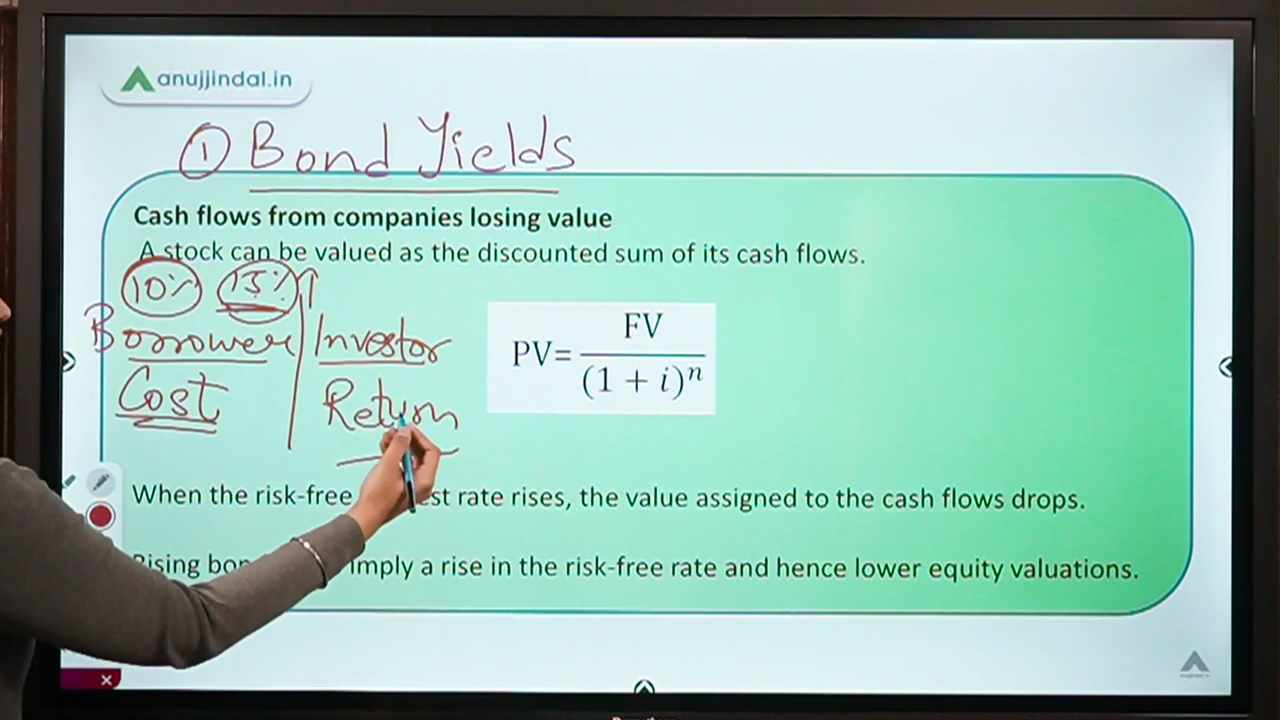 anujjindal.in
① Bond Yields
Cash flows from companies losing value
A stock can be valued as the discounted sum of its cash flows.
10% 15% ↑
Borrower Investor
Cost Return
PV= FV / (1 + i)ⁿ
When the risk-free est rate rises, the value assigned to the cash flows drops.
Rising bon imply a rise in the risk-free rate and hence lower equity valuations.